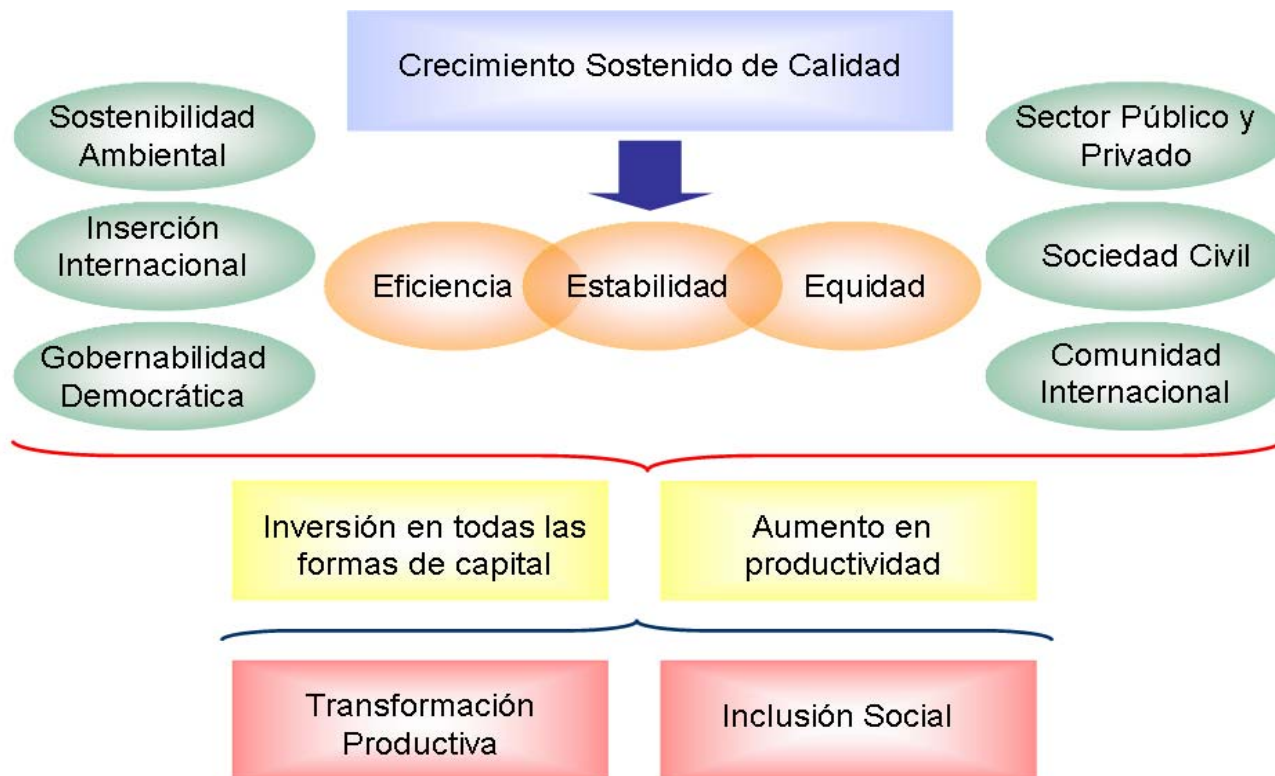 Crecimiento Sostenido de Calidad
Sostenibilidad
Ambiental
Inserción
Internacional
Gobernabilidad
Democrática
Eficiencia
Estabilidad
Equidad
Sector Público y
Privado
Sociedad Civil
Comunidad
Internacional
Inversión en todas las
formas de capital
Aumento en
productividad
Transformación
Productiva
Inclusión Social